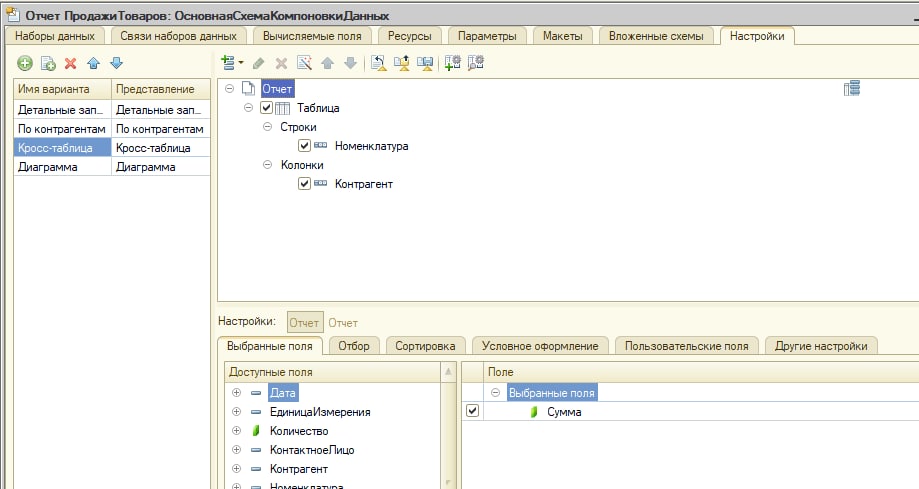 Отчет ПродажиТоваров: ОсновнаяСхемаКомпоновкиДанных
Наборы данных Связи наборов данных Вычисляемые поля Ресурсы Параметры Макеты Вложенные схемы Настройки
Имя варианта Представление
Детальные зап... Детальные зап...
По контрагентам По контрагентам
Кросс-таблица Кросс-таблица
Диаграмма Диаграмма
Отчет
Таблица
Строки
Номенклатура
Колонки
Контрагент
Настройки: Отчет Отчет
Выбранные поля Отбор Сортировка Условное оформление Пользовательские поля Другие настройки
Доступные поля
Дата
ЕдиницаИзмерения
Количество
КонтактноеЛицо
Контрагент
Номенклатура
Поле
Выбранные поля
Сумма